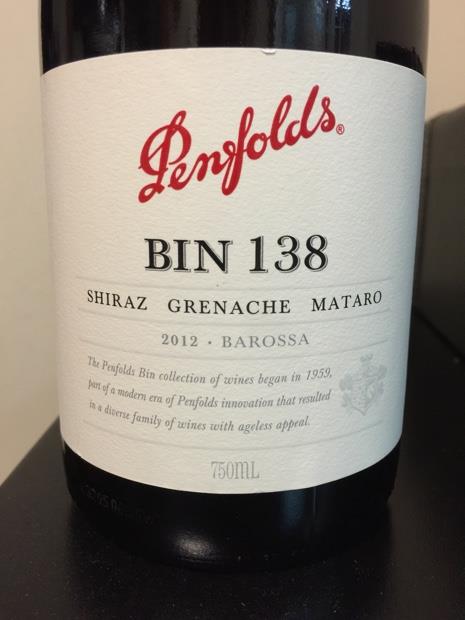 Penfolds®
BIN 138
SHIRAZ GRENACHE MATARO
2012 · BAROSSA
The Penfolds Bin collection of wines began in 1959,
part of a modern era of Penfolds innovation that resulted
in a diverse family of wines with ageless appeal.
750ML